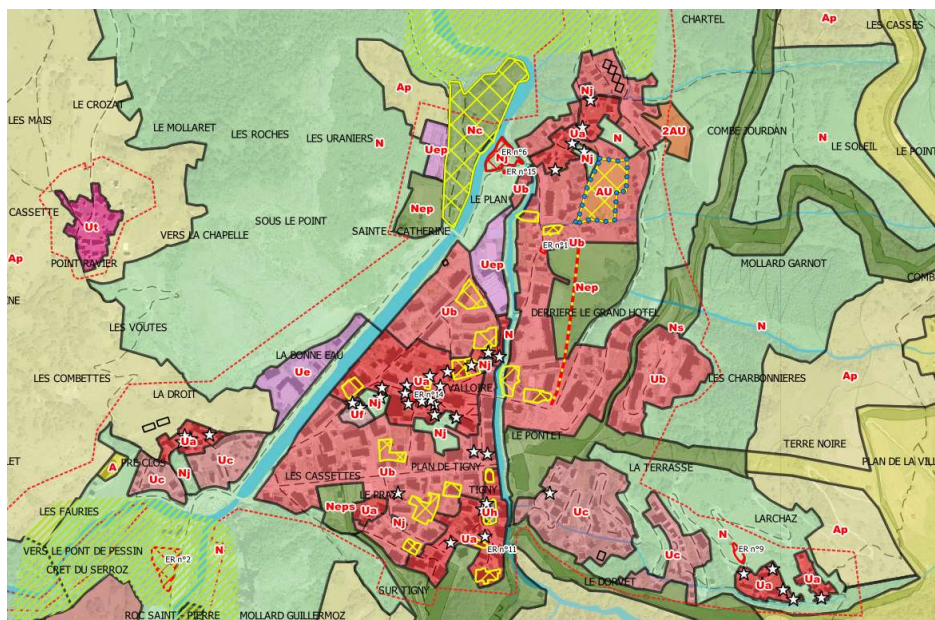 CHARTEL
Ap
LES CASSES
Ap
LE CROZAT
LES MAIS
LE MOLLARET
LES ROCHES
LES URANIERS
N
Uep
Nc
Nj
Ua
N
Nj
2AU
COMBE JOURDAN
N
LE SOLEIL
LE POINT
ER n°6
Nj
ER n°15
Ub
AU
CASSETTE
Ut
SOUS LE POINT
Nep
LE PLAN
SAINTE - CATHERINE
VERS LA CHAPELLE
Ap
POINT RAVIER
Uep
ER n°1
Ub
Nep
MOLLARD GARNOT
COMB
NE
LES VOUTES
Ub
N
DERRIERE LE GRAND HOTEL
Ns
N
LA BONNE EAU
Ue
Nj
LES COMBETTES
Ua
VALLOIRE
Ub
LES CHARBONNIERES
Ap
LA DROIT
ER n°14
Uf
Nj
Nj
LE PONTET
TERRE NOIRE
Ua
LET
A
PRESCLOS
Nj
Uc
Uc
LES CASSETTES
Ub
PLAN DE TIGNY
LA TERRASSE
PLAN DE LA VILL
LE PRA
TIGNY
LES FAURIES
Neps
Ua
Nj
Uh
Uc
LARCHAZ
VERS LE PONT DE PESSIN
N
Ua
ER n°11
N
Ap
ER n°2
CRET DU SERROZ
Uc
ER n°9
Ua
Ua
SUR TIGNY
LE DORVET
ROC SAINT - PIERRE
MOLLARD GUILLERMOZ